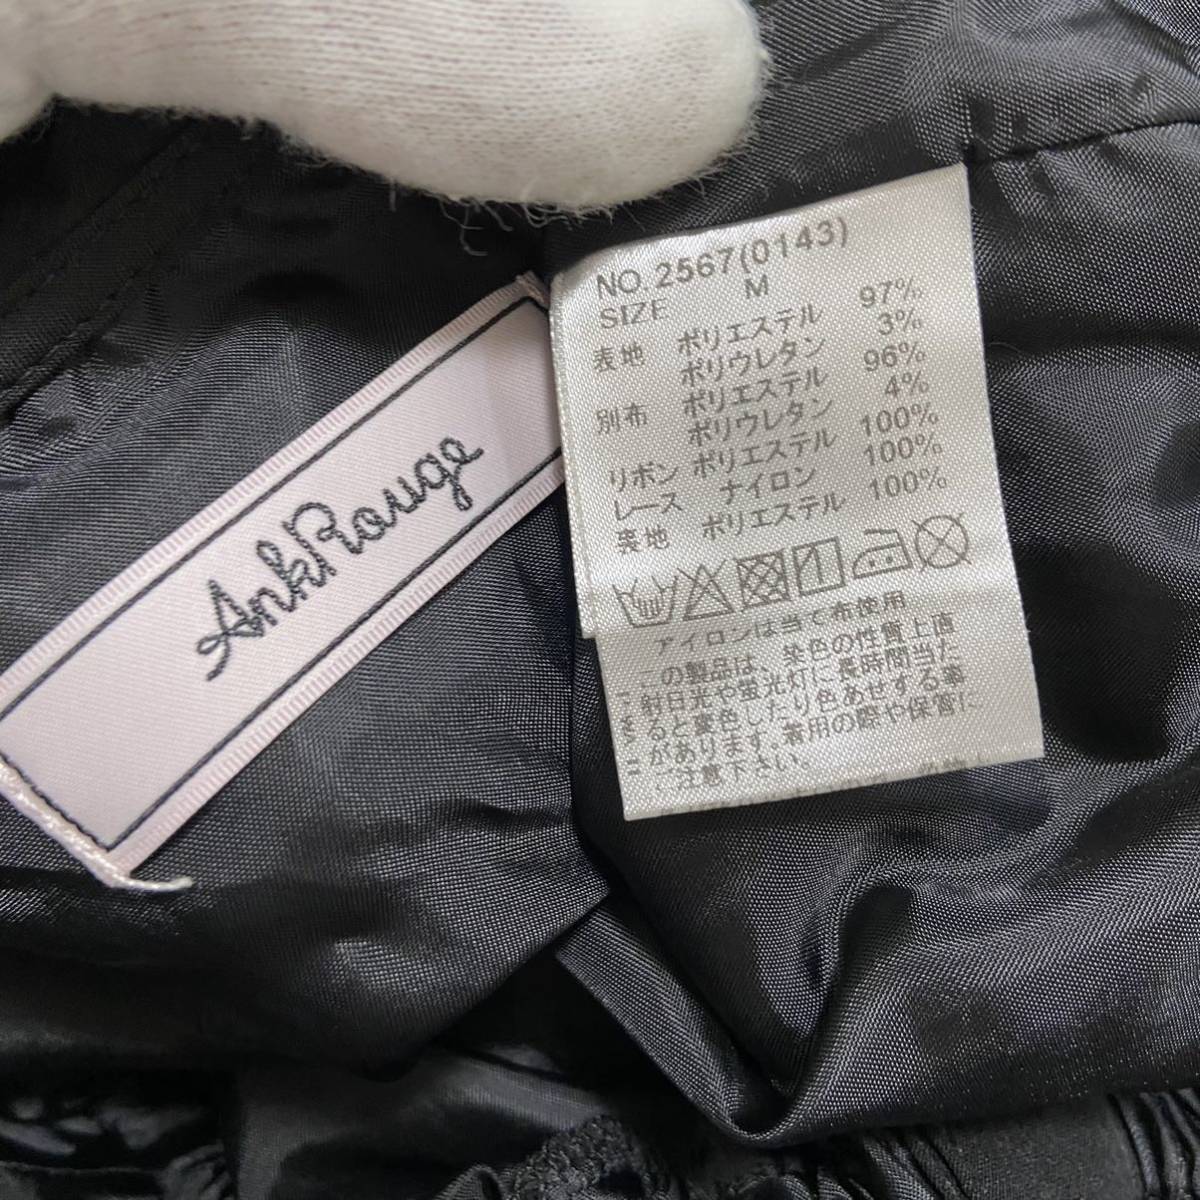 AnkRouge
NO.2567(0143)
SIZE M
表地 ポリエステル 97%
ポリウレタン 3%
別布 ポリエステル 96%
ポリウレタン 4%
リボン ポリエステル 100%
レース ナイロン 100%
裏地 ポリエステル 100%
アイロンは当て布使用
この製品は、染色の性質上直
射日光や蛍光灯に長時間当た
ると変色したり色あせする事
があります。着用の際や保管に
ご注意下さい。